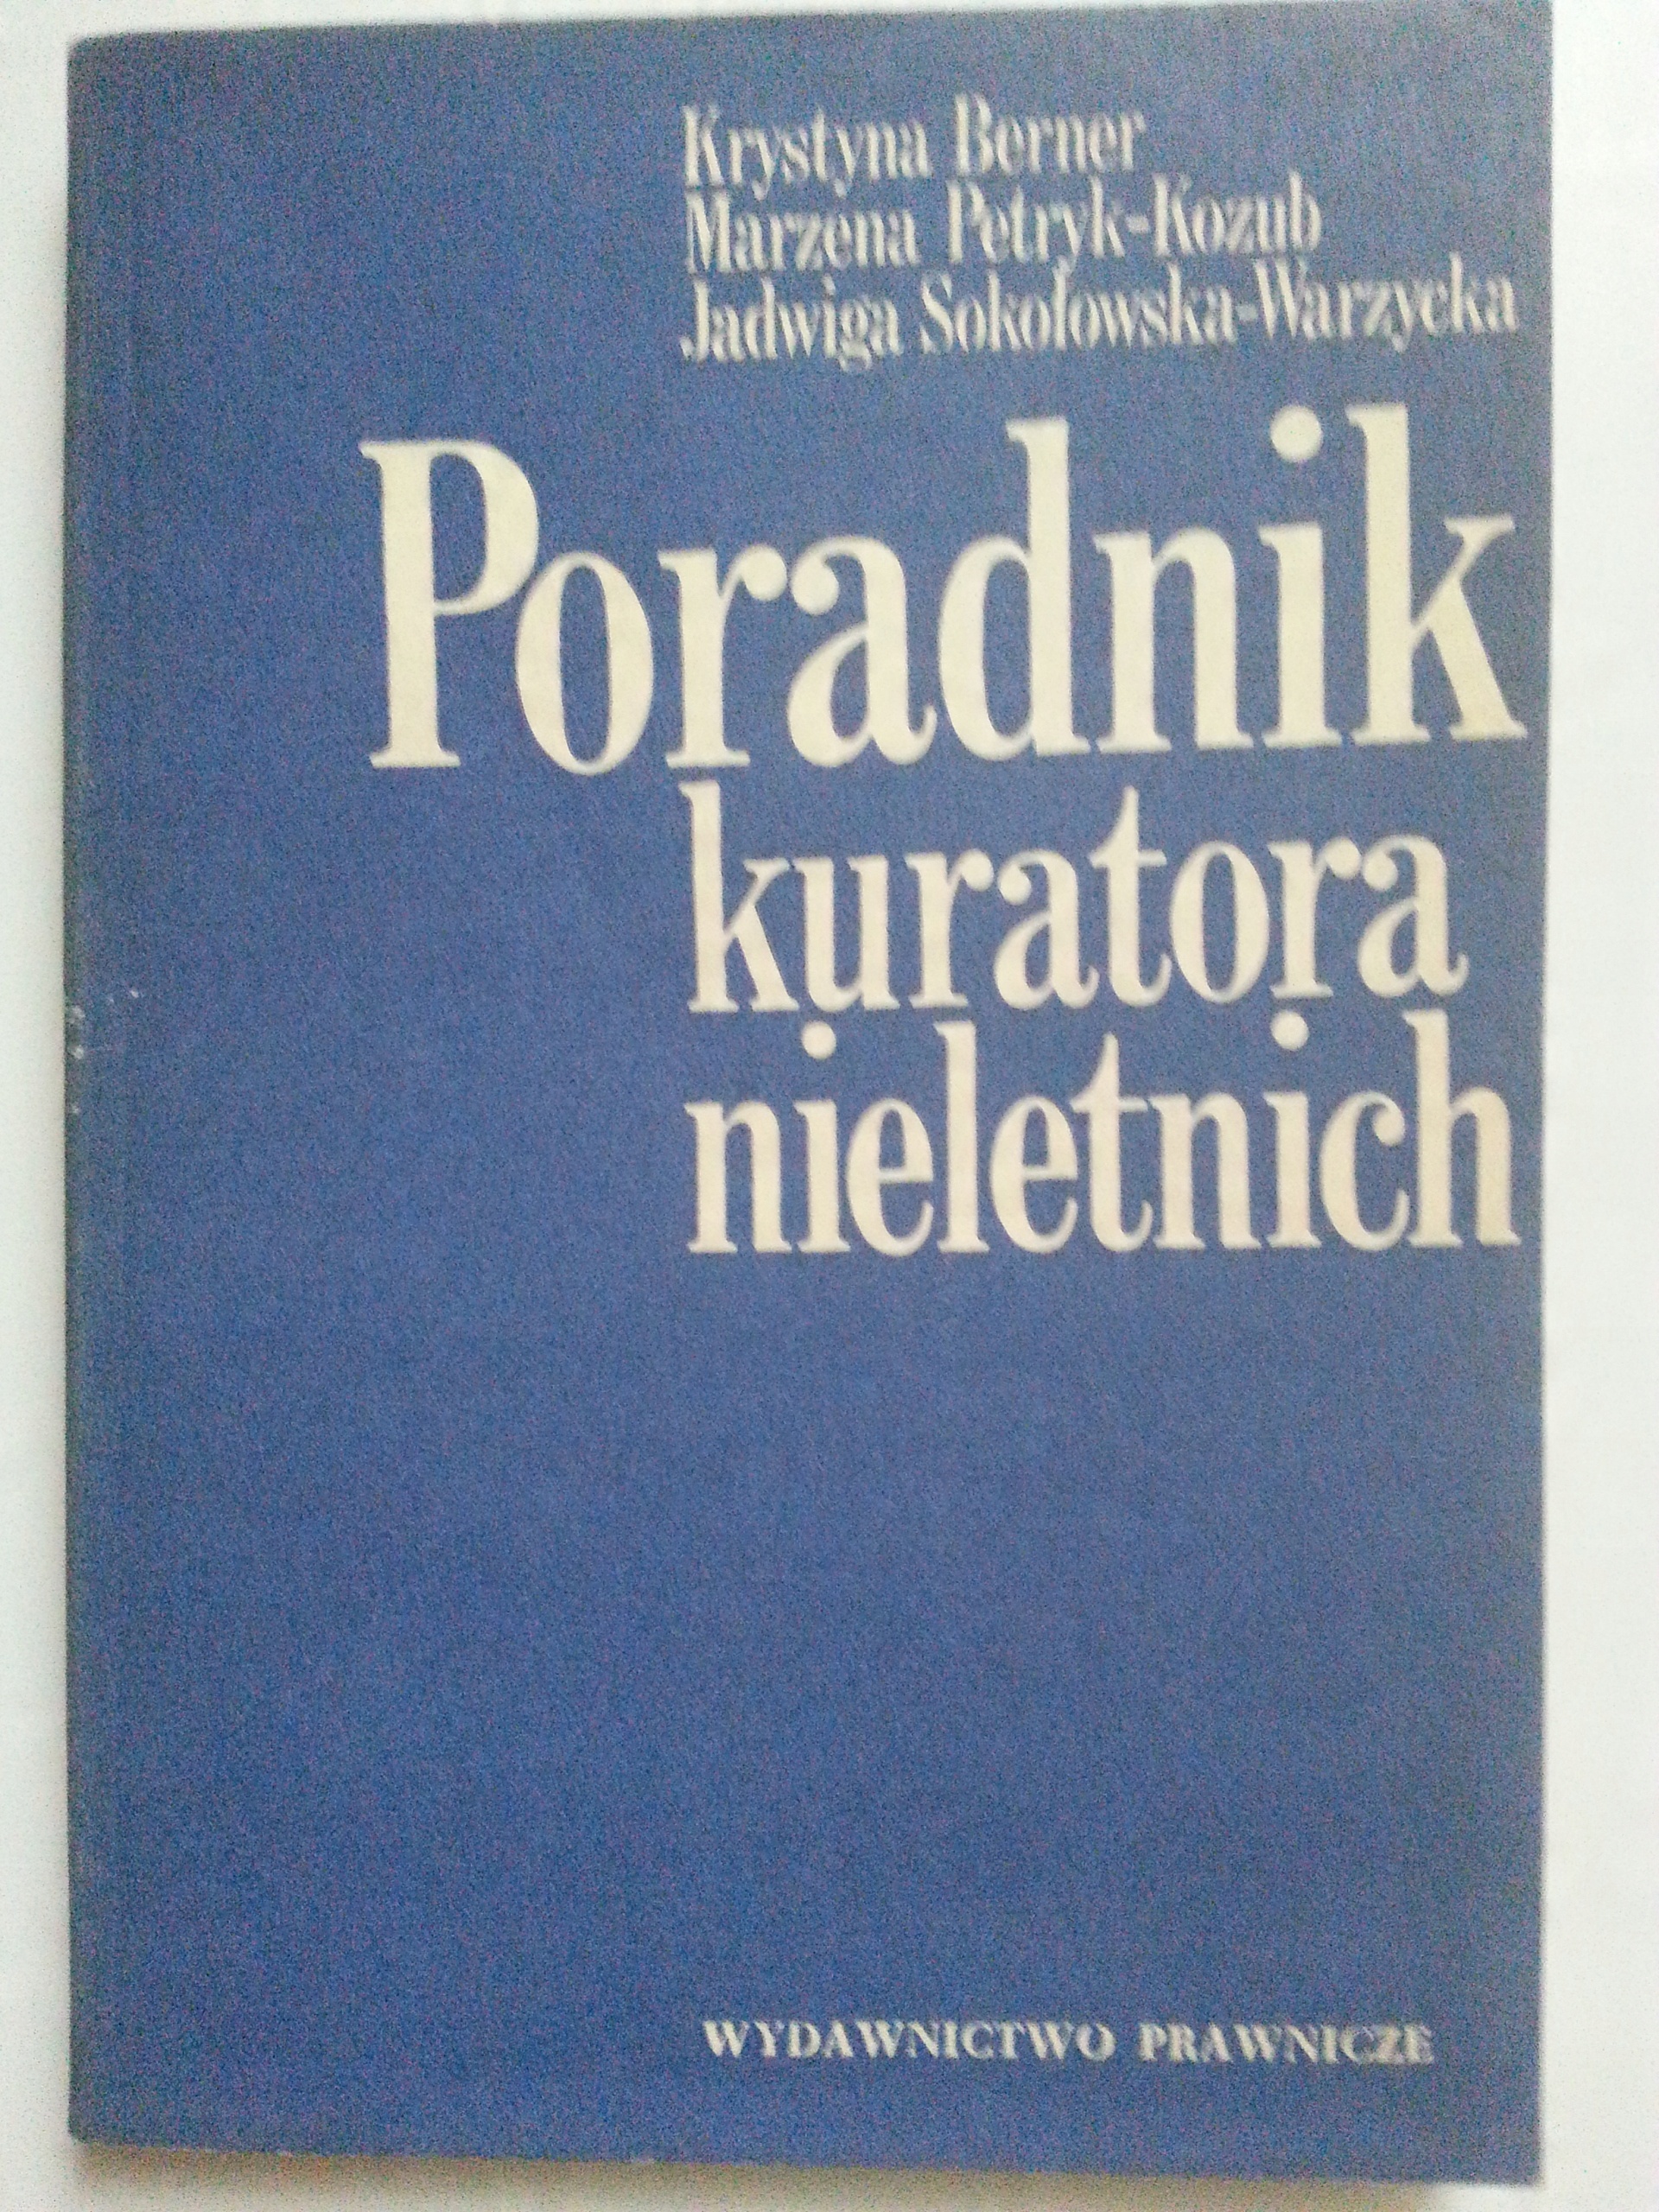 Krystyna Berner
Marzena Petryk-Kozub
Jadwiga Sokołowska-Warzycka
Poradnik
kuratora
nieletnich
WYDAWNICTWO PRAWNICZE